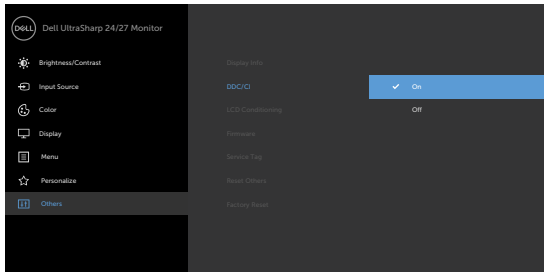 DELL Dell UltraSharp 24/27 Monitor
Brightness/Contrast
Display Info
Input Source
DDC/CI
On
Color
LCD Conditioning
Off
Display
Firmware
Menu
Service Tag
Personalize
Reset Others
Others
Factory Reset